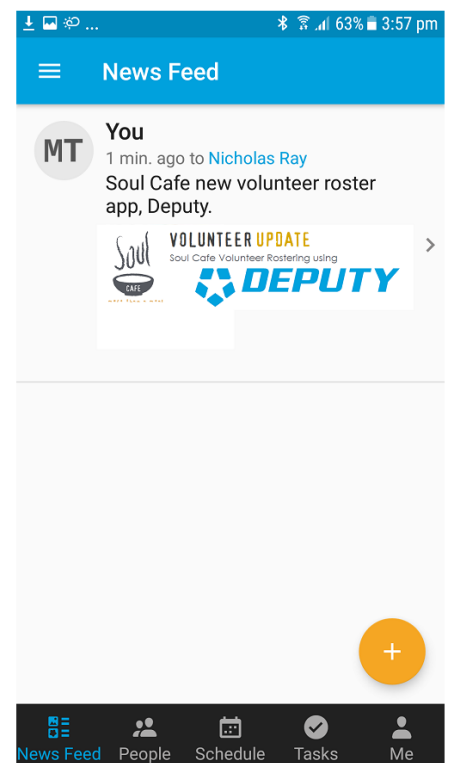 ... 63% 3:57 pm
News Feed
MT
You
1 min. ago to Nicholas Ray
Soul Cafe new volunteer roster
app, Deputy.
Soul
CAFE
VOLUNTEER UPDATE
Soul Cafe Volunteer Rostering using
DEPUTY
+
News Feed People Schedule Tasks Me